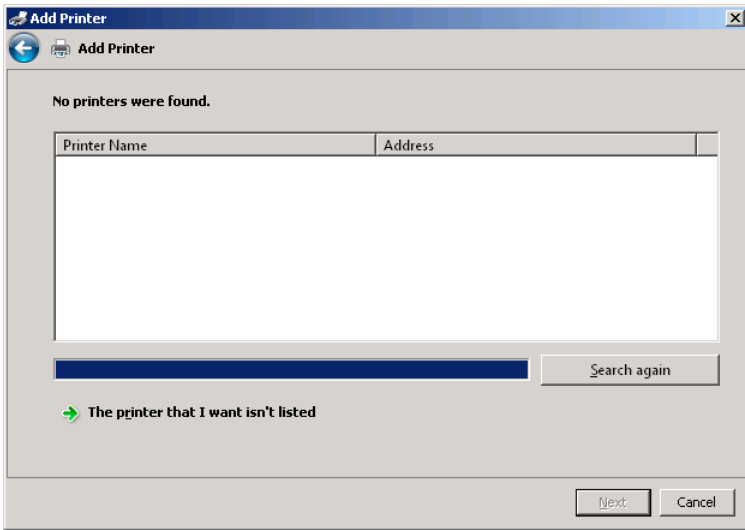 Add Printer
Add Printer
No printers were found.
Printer Name Address
Search again
The printer that I want isn't listed
Next Cancel